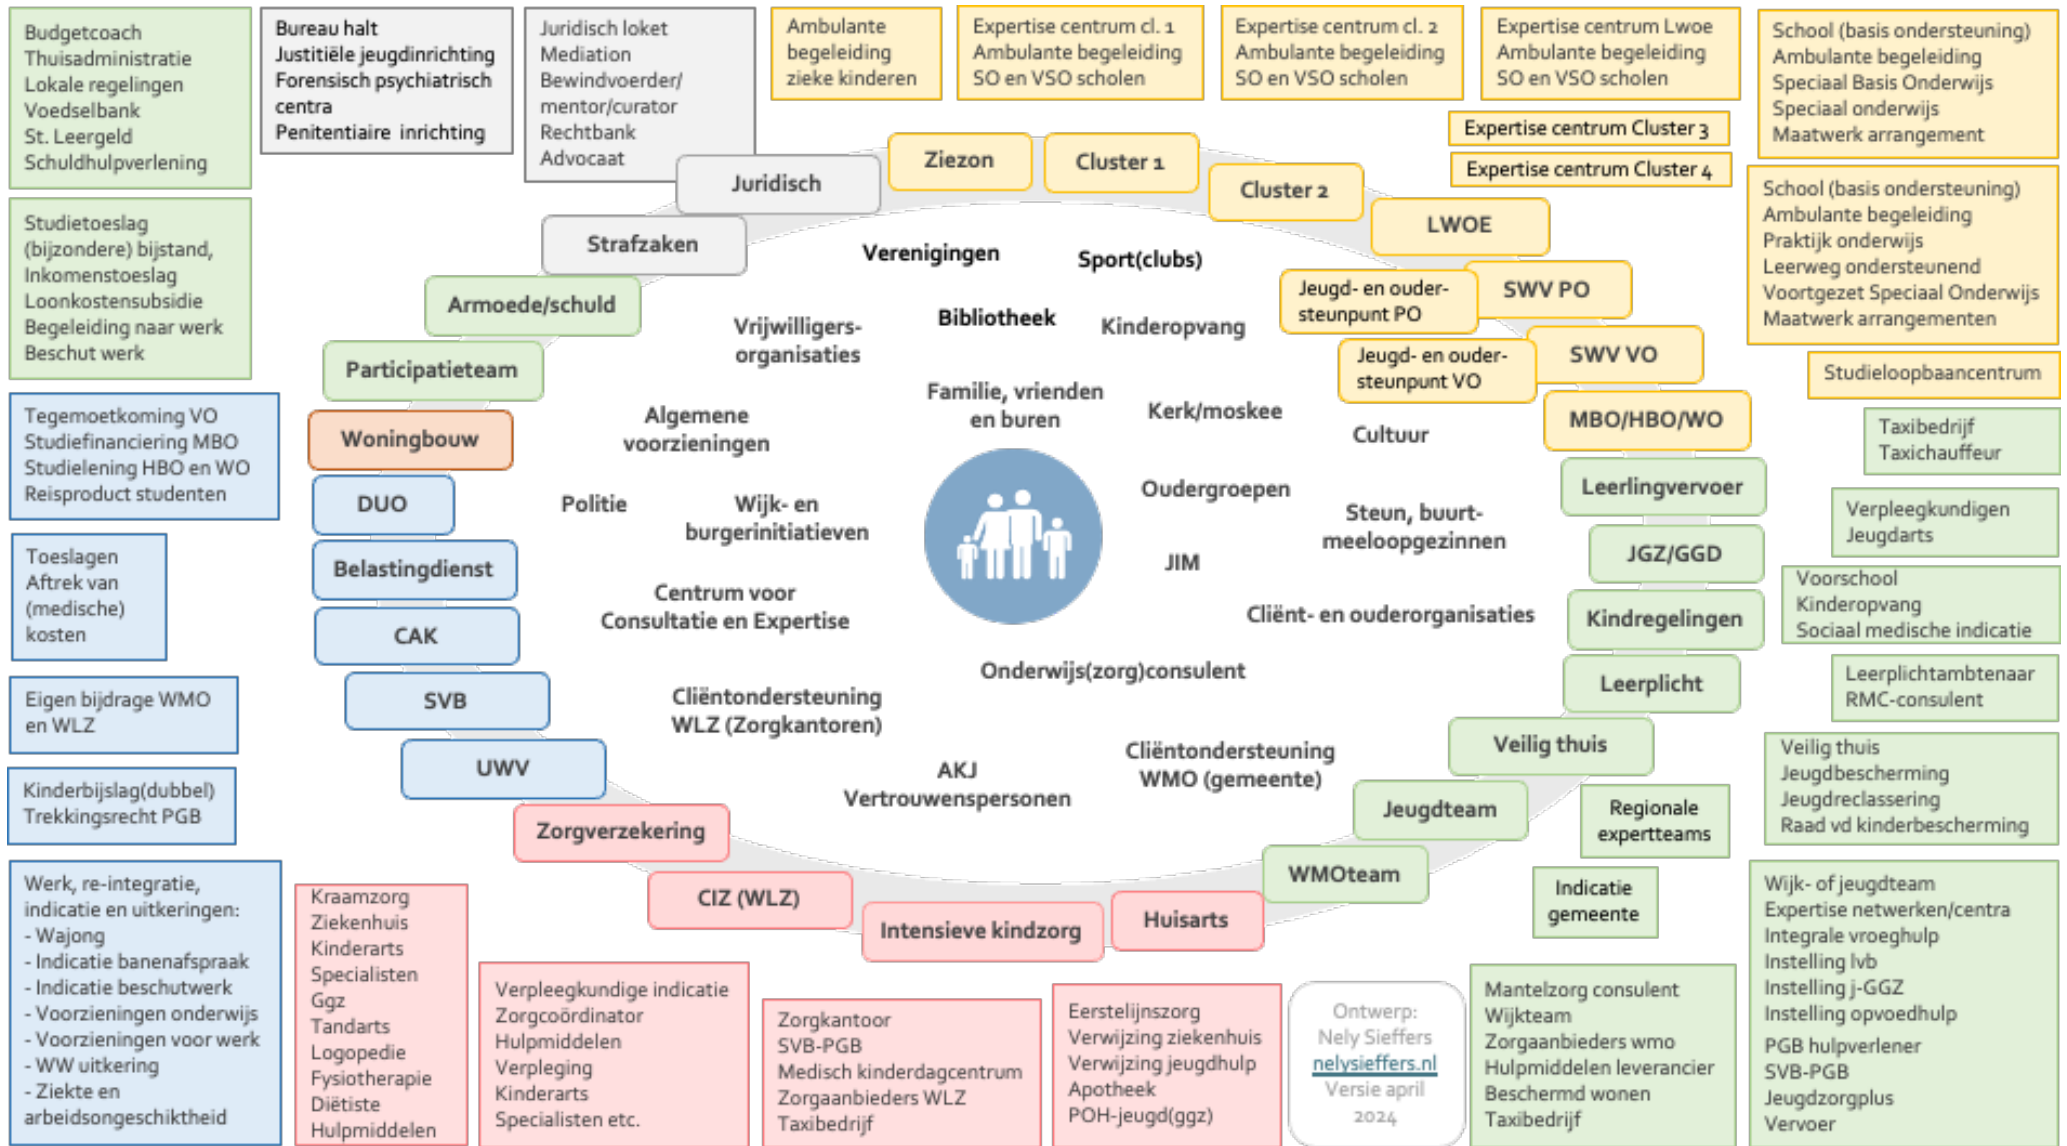 Budgetcoach
Thuisadministratie
Lokale regelingen
Voedselbank
St. Leergeld
Schuldhulpverlening
Bureau halt
Justitiële jeugdinrichting
Forensisch psychiatrisch
centra
Penitentiaire inrichting
Juridisch loket
Mediation
Bewindvoerder/
mentor/curator
Rechtbank
Advocaat
Ambulante
begeleiding
zieke kinderen
Expertise centrum cl. 1
Ambulante begeleiding
SO en VSO scholen
Expertise centrum cl. 2
Ambulante begeleiding
SO en VSO scholen
Expertise centrum Lwoe
Ambulante begeleiding
SO en VSO scholen
School (basis ondersteuning)
Ambulante begeleiding
Speciaal Basis Onderwijs
Speciaal onderwijs
Maatwerk arrangement
Expertise centrum Cluster 3
Expertise centrum Cluster 4
School (basis ondersteuning)
Ambulante begeleiding
Praktijk onderwijs
Leerweg ondersteunend
Voortgezet Speciaal Onderwijs
Maatwerk arrangementen
Studieloopbaancentrum
Juridisch
Ziezon
Cluster 1
Cluster 2
LWOE
SWV PO
Jeugd- en ouder-
steunpunt PO
SWV VO
Jeugd- en ouder-
steunpunt VO
MBO/HBO/WO
Strafzaken
Armoede/schuld
Participatieteam
Woningbouw
DUO
Belastingdienst
CAK
SVB
UWV
Zorgverzekering
CIZ (WLZ)
Intensieve kindzorg
Huisarts
WMOteam
Jeugdteam
Veilig thuis
Leerplicht
Kindregelingen
JGZ/GGD
Leerlingvervoer
Verenigingen
Sport(clubs)
Bibliotheek
Kinderopvang
Vrijwilligers-
organisaties
Familie, vrienden
en buren
Kerk/moskee
Cultuur
Algemene
voorzieningen
Politie
Wijk- en
burgerinitiatieven
Oudergroepen
Steun, buurt-
meeloopgezinnen
JIM
Centrum voor
Consultatie en Expertise
Cliënt- en ouderorganisaties
Onderwijs(zorg)consulent
Cliëntondersteuning
WLZ (Zorgkantoren)
Cliëntondersteuning
WMO (gemeente)
AKJ
Vertrouwenspersonen
Studietoeslag
(bijzondere) bijstand,
Inkomenstoeslag
Loonkostensubsidie
Begeleiding naar werk
Beschut werk
Tegemoetkoming VO
Studiefinanciering MBO
Studielening HBO en WO
Reisproduct studenten
Toeslagen
Aftrek van
(medische)
kosten
Eigen bijdrage WMO
en WLZ
Kinderbijslag(dubbel)
Trekkingsrecht PGB
Werk, re-integratie,
indicatie en uitkeringen:
- Wajong
- Indicatie banenafspraak
- Indicatie beschutwerk
- Voorzieningen onderwijs
- Voorzieningen voor werk
- WW uitkering
- Ziekte en
arbeidsongeschiktheid
Kraamzorg
Ziekenhuis
Kinderarts
Specialisten
Ggz
Tandarts
Logopedie
Fysiotherapie
Diëtiste
Hulpmiddelen
Verpleegkundige indicatie
Zorgcoördinator
Hulpmiddelen
Verpleging
Kinderarts
Specialisten etc.
Zorgkantoor
SVB-PGB
Medisch kinderdagcentrum
Zorgaanbieders WLZ
Taxibedrijf
Eerstelijnszorg
Verwijzing ziekenhuis
Verwijzing jeugdhulp
Apotheek
POH-jeugd(ggz)
Ontwerp:
Nely Sieffers
nelysieffers.nl
Versie april
2024
Mantelzorg consulent
Wijkteam
Zorgaanbieders wmo
Hulpmiddelen leverancier
Beschermd wonen
Taxibedrijf
Taxibedrijf
Taxichauffeur
Verpleegkundigen
Jeugdarts
Voorschool
Kinderopvang
Sociaal medische indicatie
Leerplichtambtenaar
RMC-consulent
Veilig thuis
Jeugdbescherming
Jeugdreclassering
Raad vd kinderbescherming
Regionale
expertteams
Indicatie
gemeente
Wijk- of jeugdteam
Expertise netwerken/centra
Integrale vroeghulp
Instelling lvb
Instelling j-GGZ
Instelling opvoedhulp
PGB hulpverlener
SVB-PGB
Jeugdzorgplus
Vervoer